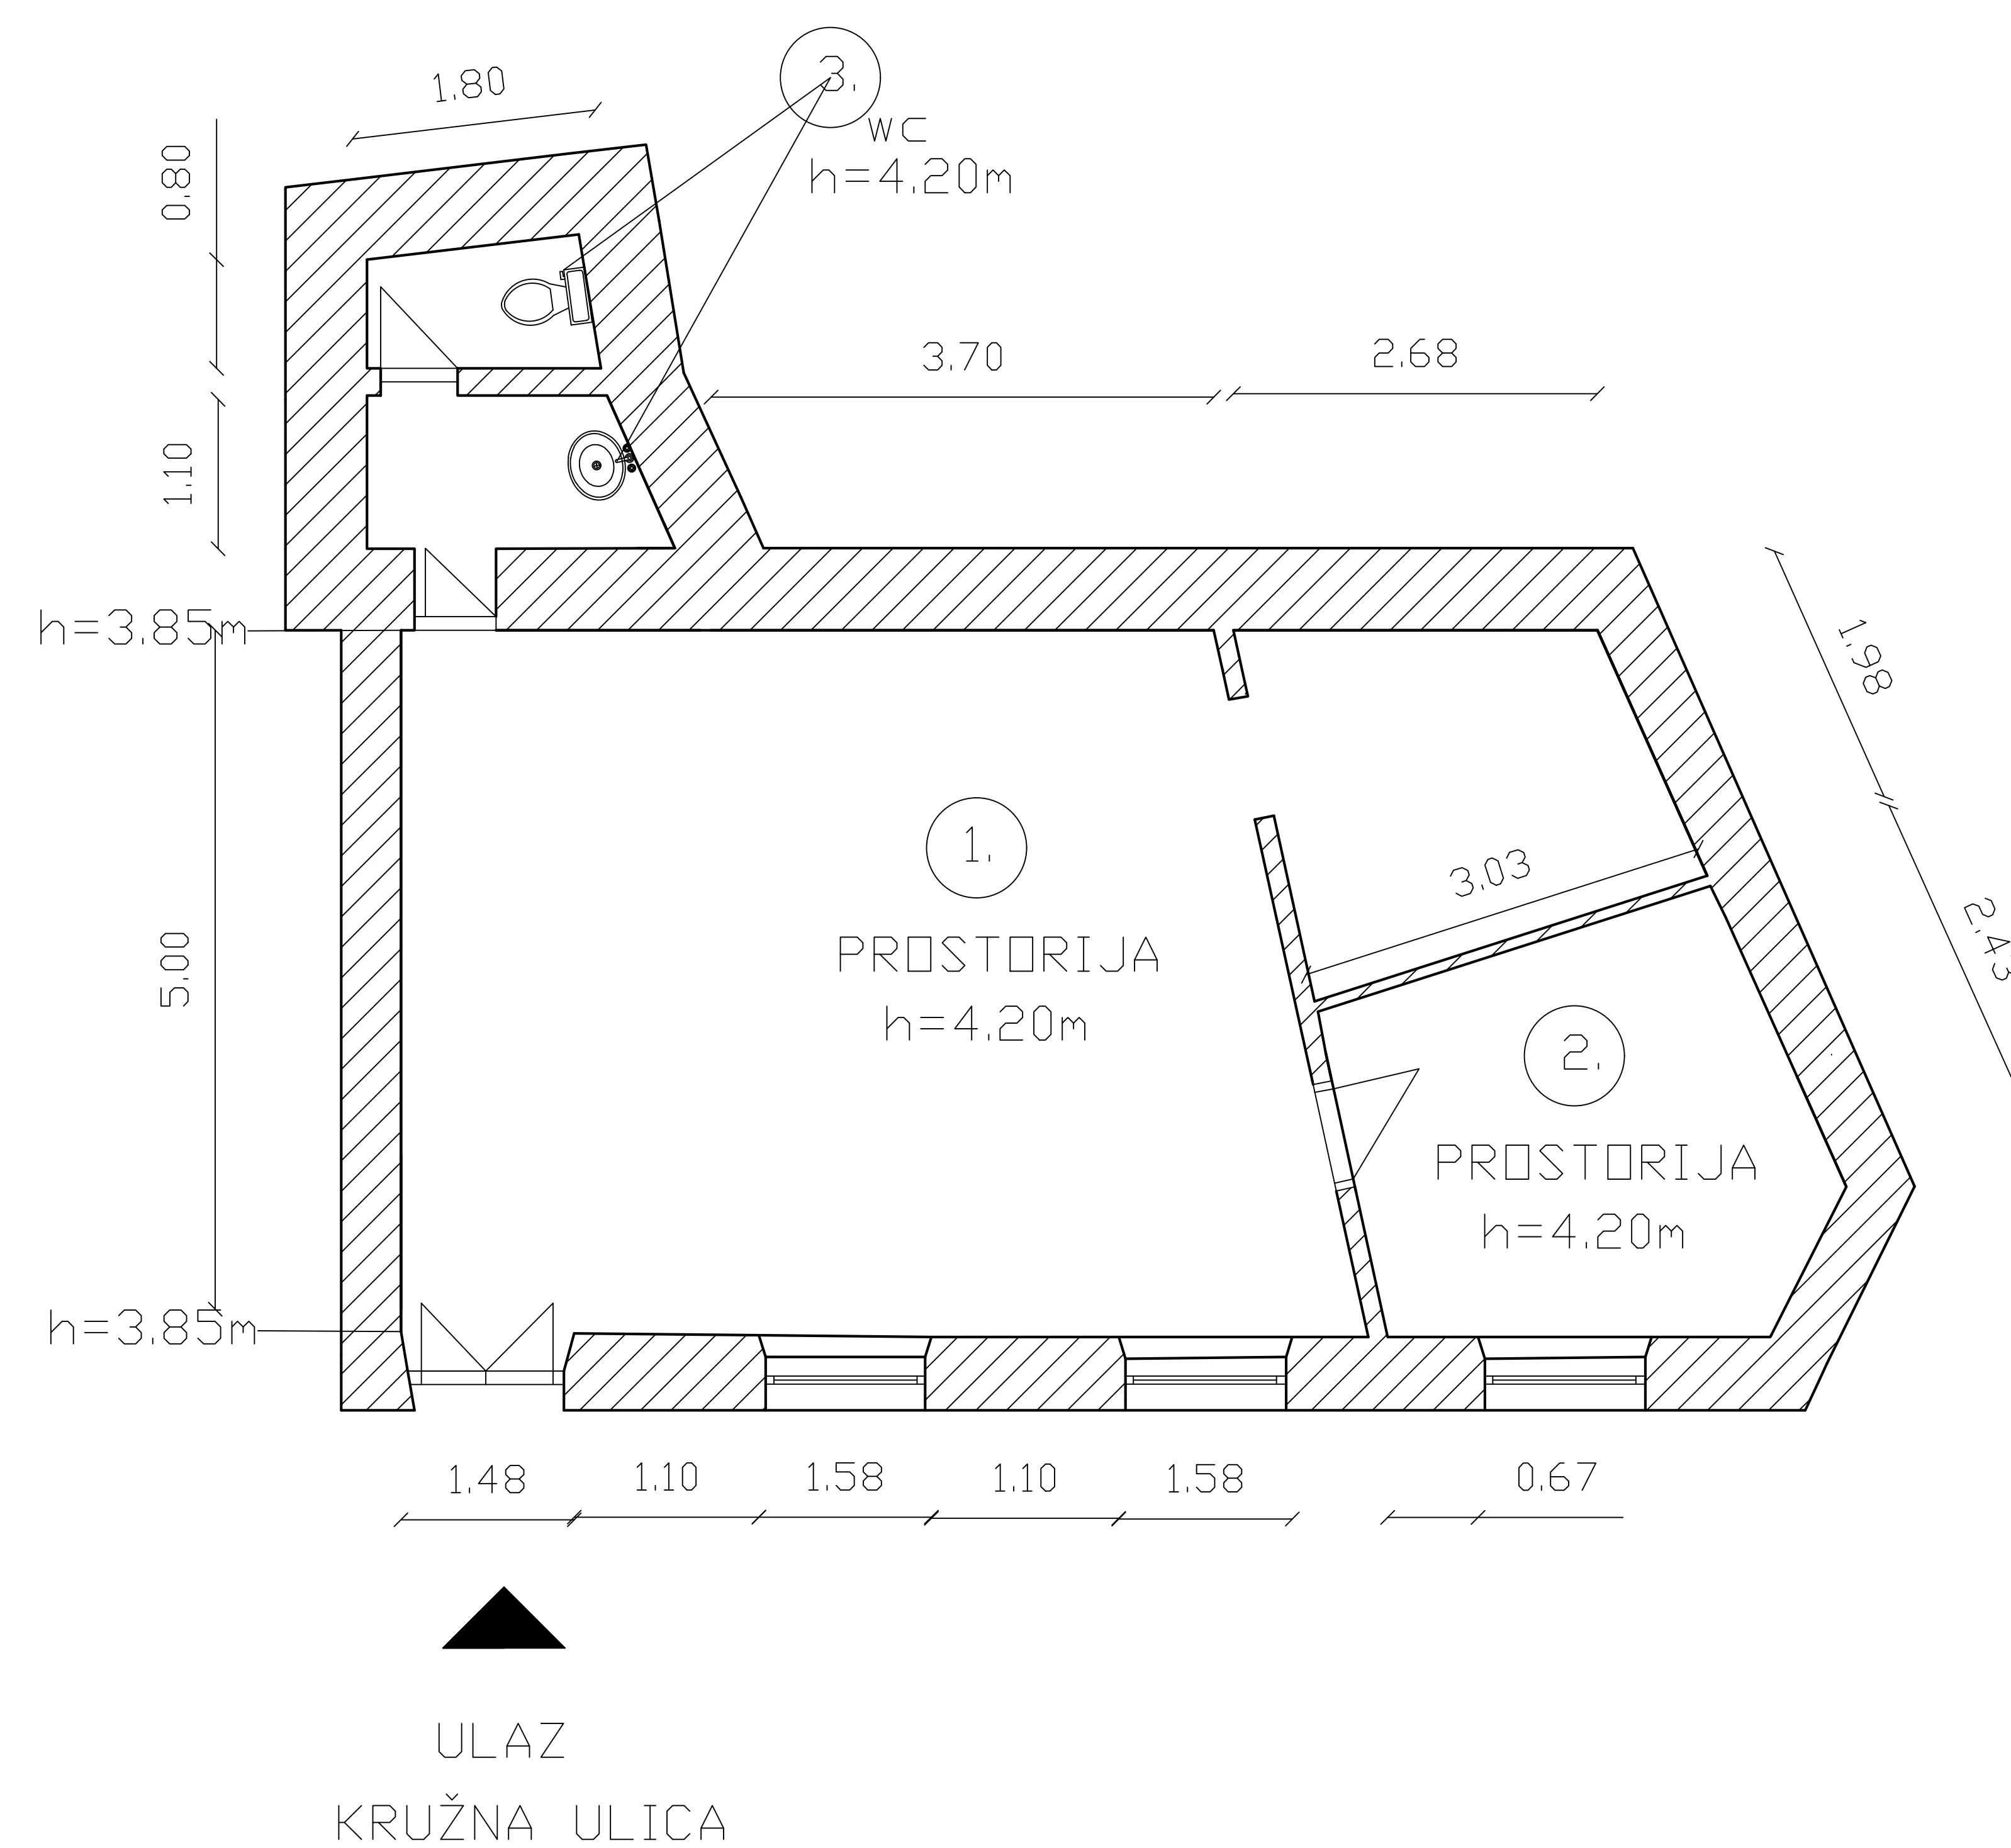 3.
1.80
WC
0.80
h=4.20m
3.70
2.68
1.10
h=3.85m
1.98
1.
3.03
PROSTORIJA
5.00
2.43
h=4.20m
2.
PROSTORIJA
h=4.20m
h=3.85m
1.48
1.10
1.58
1.10
1.58
0.67
ULAZ
KRUŽNA ULICA